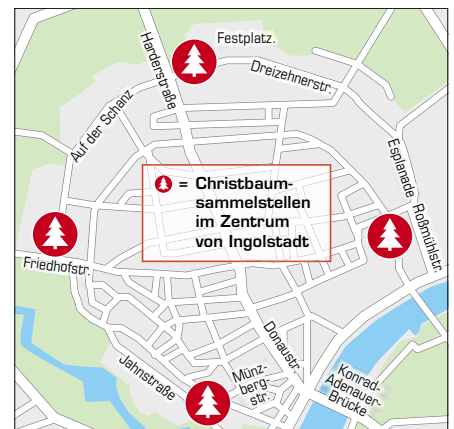 Festplatz.
Harderstraße
Dreizehnerstr.
Auf der Schanz
Esplanade
Roßmühlstr.
= Christbaum-
sammelstellen
im Zentrum
von Ingolstadt
Friedhofstr.
Donaustr.
Jahnstraße
Münz-
berg-
str.
Konrad-
Adenauer-
Brücke